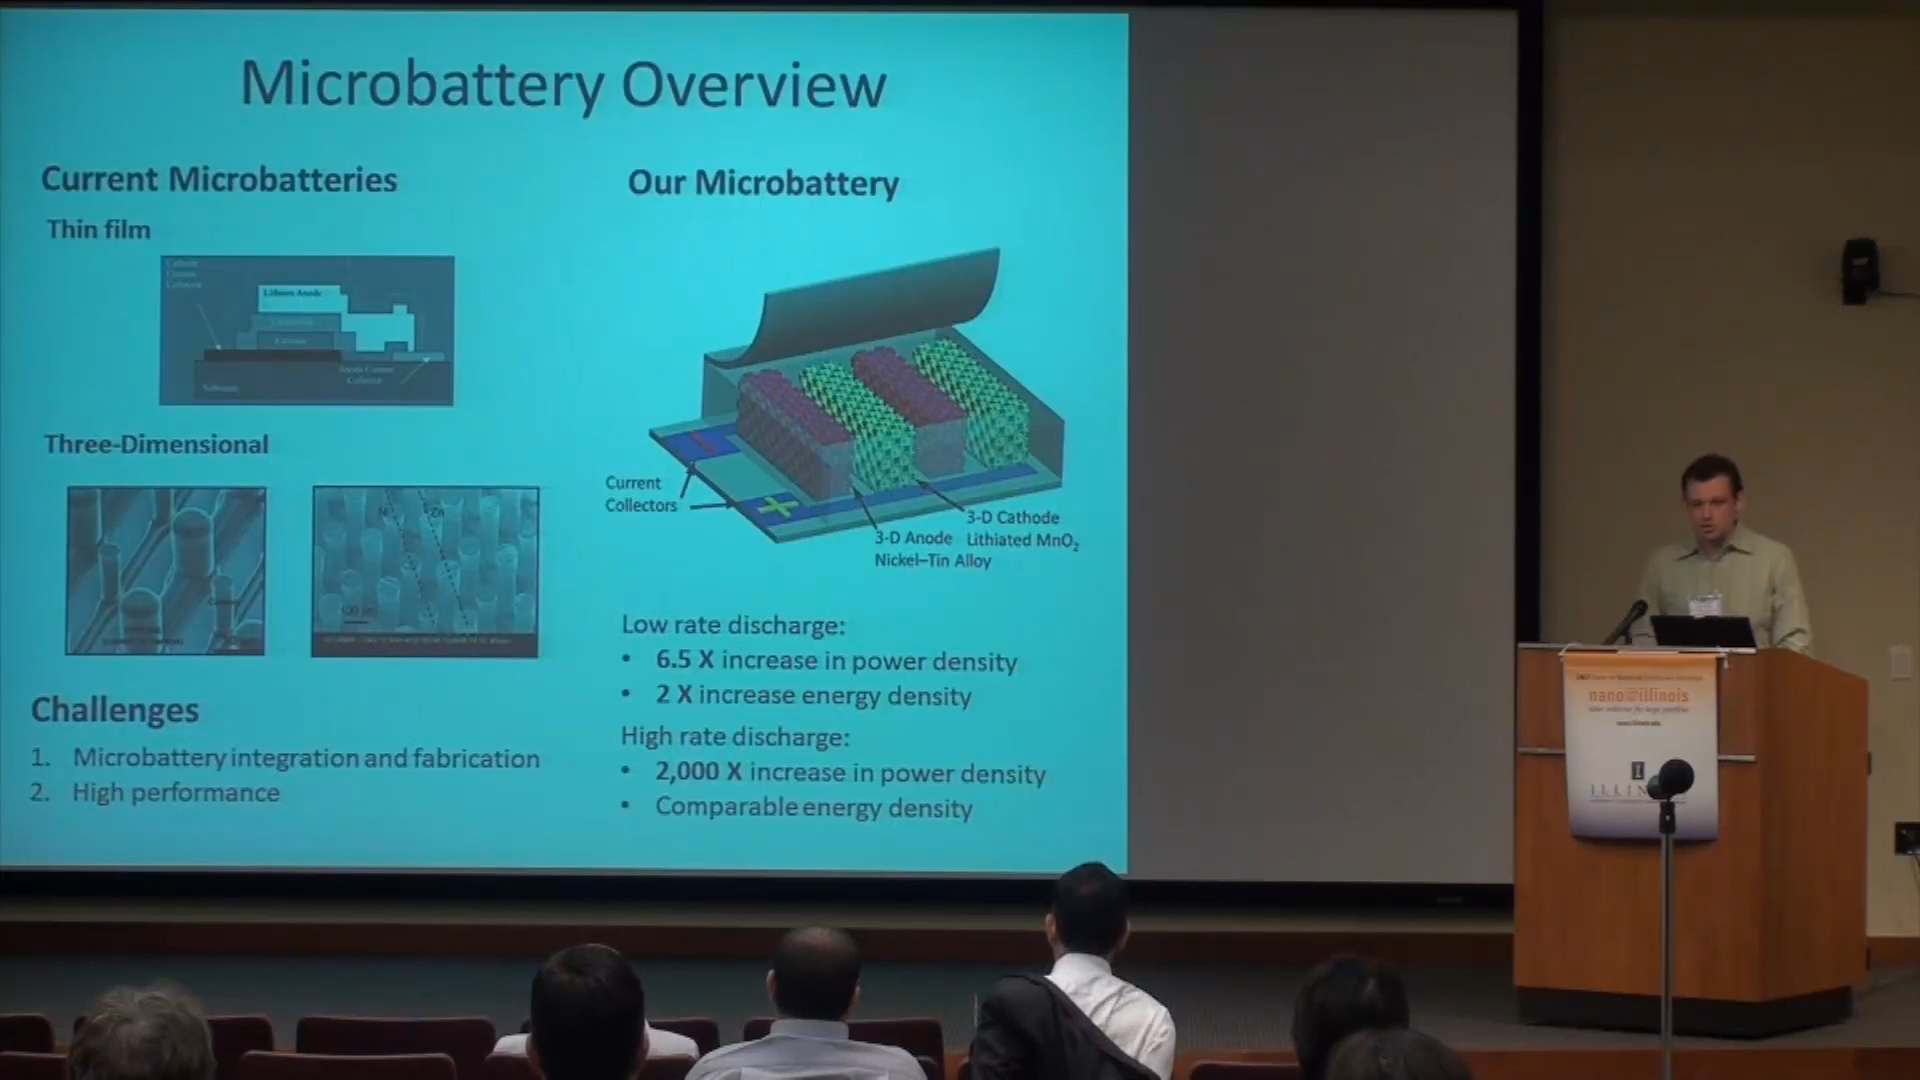 Microbattery Overview
Current Microbatteries
Thin film
Lithium Anode
Three-Dimensional
Challenges
1. Microbattery integration and fabrication
2. High performance
Our Microbattery
Current
Collectors
3-D Anode
Nickel–Tin Alloy
3-D Cathode
Lithiated MnO₂
Low rate discharge:
• 6.5 X increase in power density
• 2 X increase energy density
High rate discharge:
• 2,000 X increase in power density
• Comparable energy density
nano@illinois